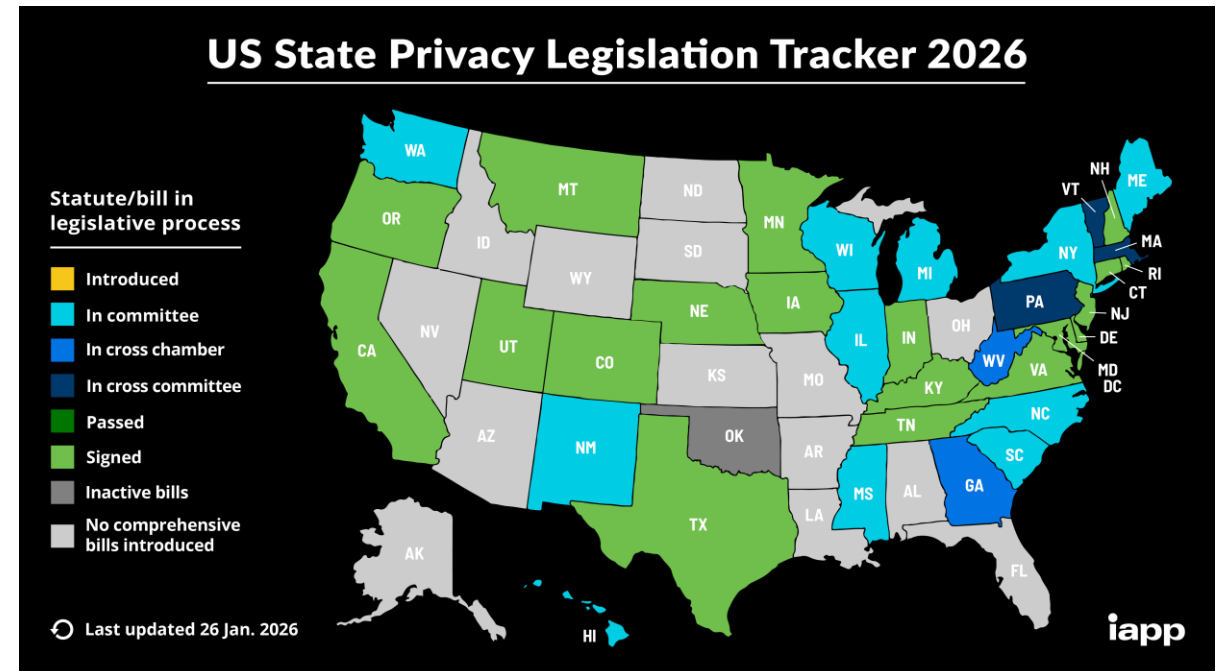 US State Privacy Legislation Tracker 2026
Statute/bill in
legislative process
Introduced
In committee
In cross chamber
In cross committee
Passed
Signed
Inactive bills
No comprehensive
bills introduced
Last updated 26 Jan. 2026
WA
MT
ND
MN
OR
ID
SD
WY
WI
MI
NY
VT
NH
ME
MA
RI
CT
NJ
DE
MD
DC
PA
NV
UT
CO
NE
IA
IL
IN
OH
WV
VA
CA
KS
MO
KY
NC
TN
AZ
NM
OK
AR
SC
MS
AL
GA
TX
LA
FL
AK
HI
iapp